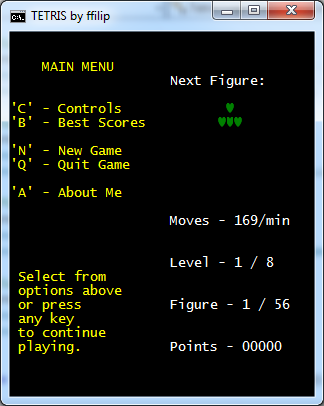 TETRIS by ffilip
MAIN MENU
Next Figure:
'C' - Controls
'B' - Best Scores
'N' - New Game
'Q' - Quit Game
'A' - About Me
Moves - 169/min
Level - 1 / 8
Select from
options above
or press
any key
to continue
playing.
Figure - 1 / 56
Points - 00000